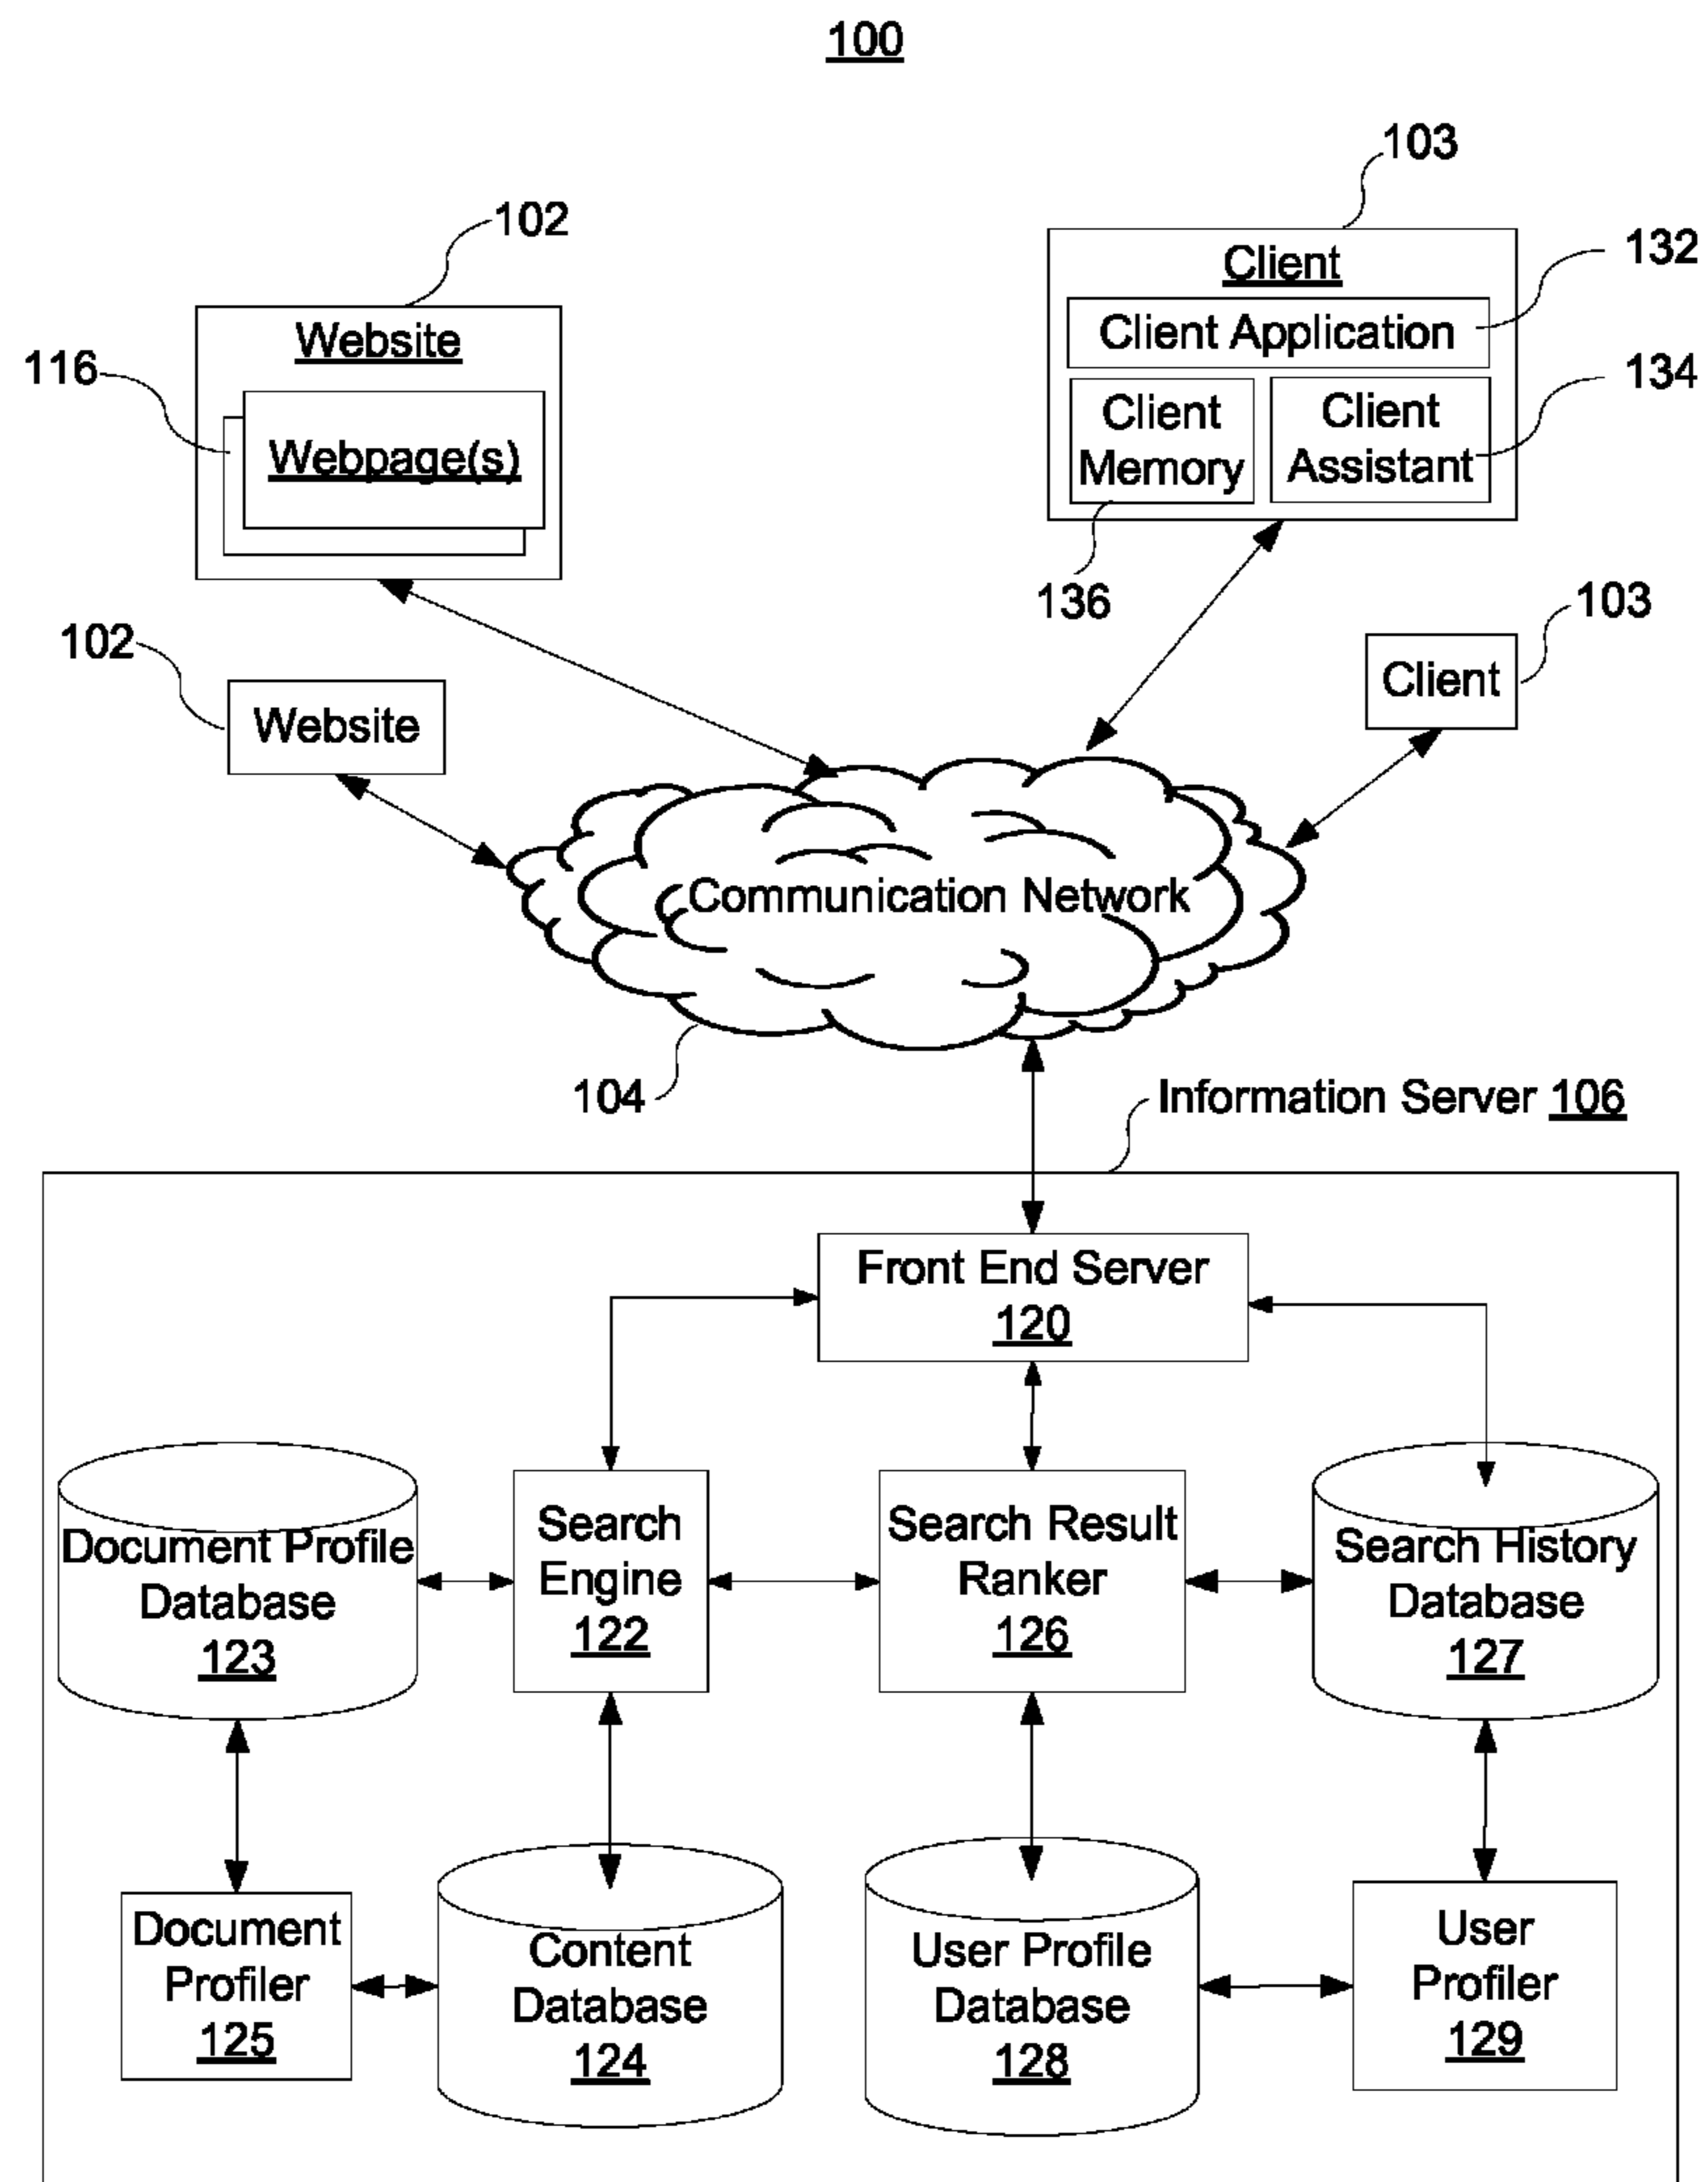 100
103
102
132
Client
Client Application
Website
116
134
Client
Memory
Client
Assistant
Webpage(s)
136
103
102
Client
Website
Communication Network
104
Information Server 106
Front End Server
120
Document Profile
Database
123
Search
Engine
122
Search Result
Ranker
126
Search History
Database
127
Document
Profiler
125
Content
Database
124
User Profile
Database
128
User
Profiler
129